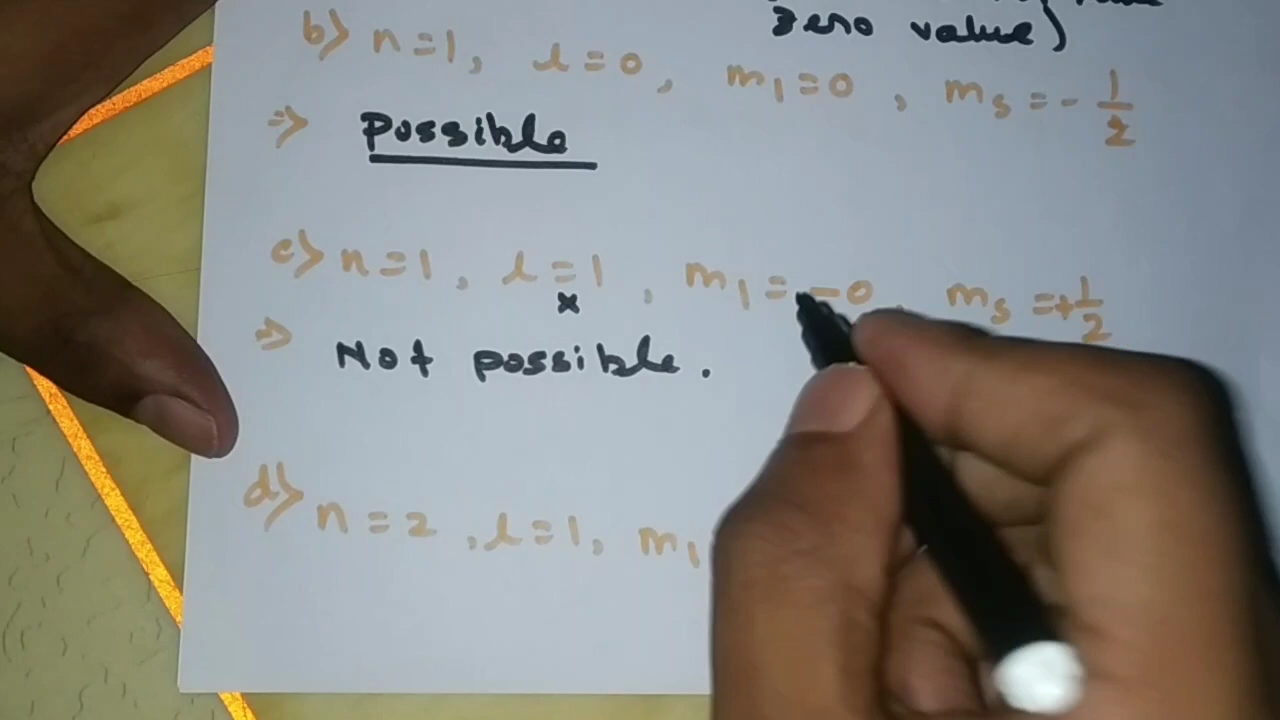 zero value)
b) n=1, l=0, m₁=0, mₛ=-1/2
⇒ Possible
c) n=1, l=1, m₁=-0, mₛ=+1/2
×
⇒ Not possible.
d) n=2, l=1, m₁